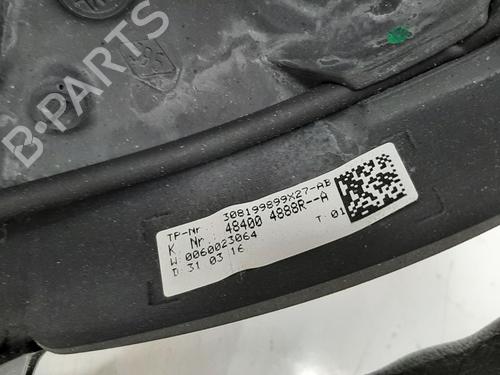 B-PARTS
TP-Nr 308199899X27-AB
K Nr 48400 4888R--A
W 0060023064 T: 01
D 31 03 16